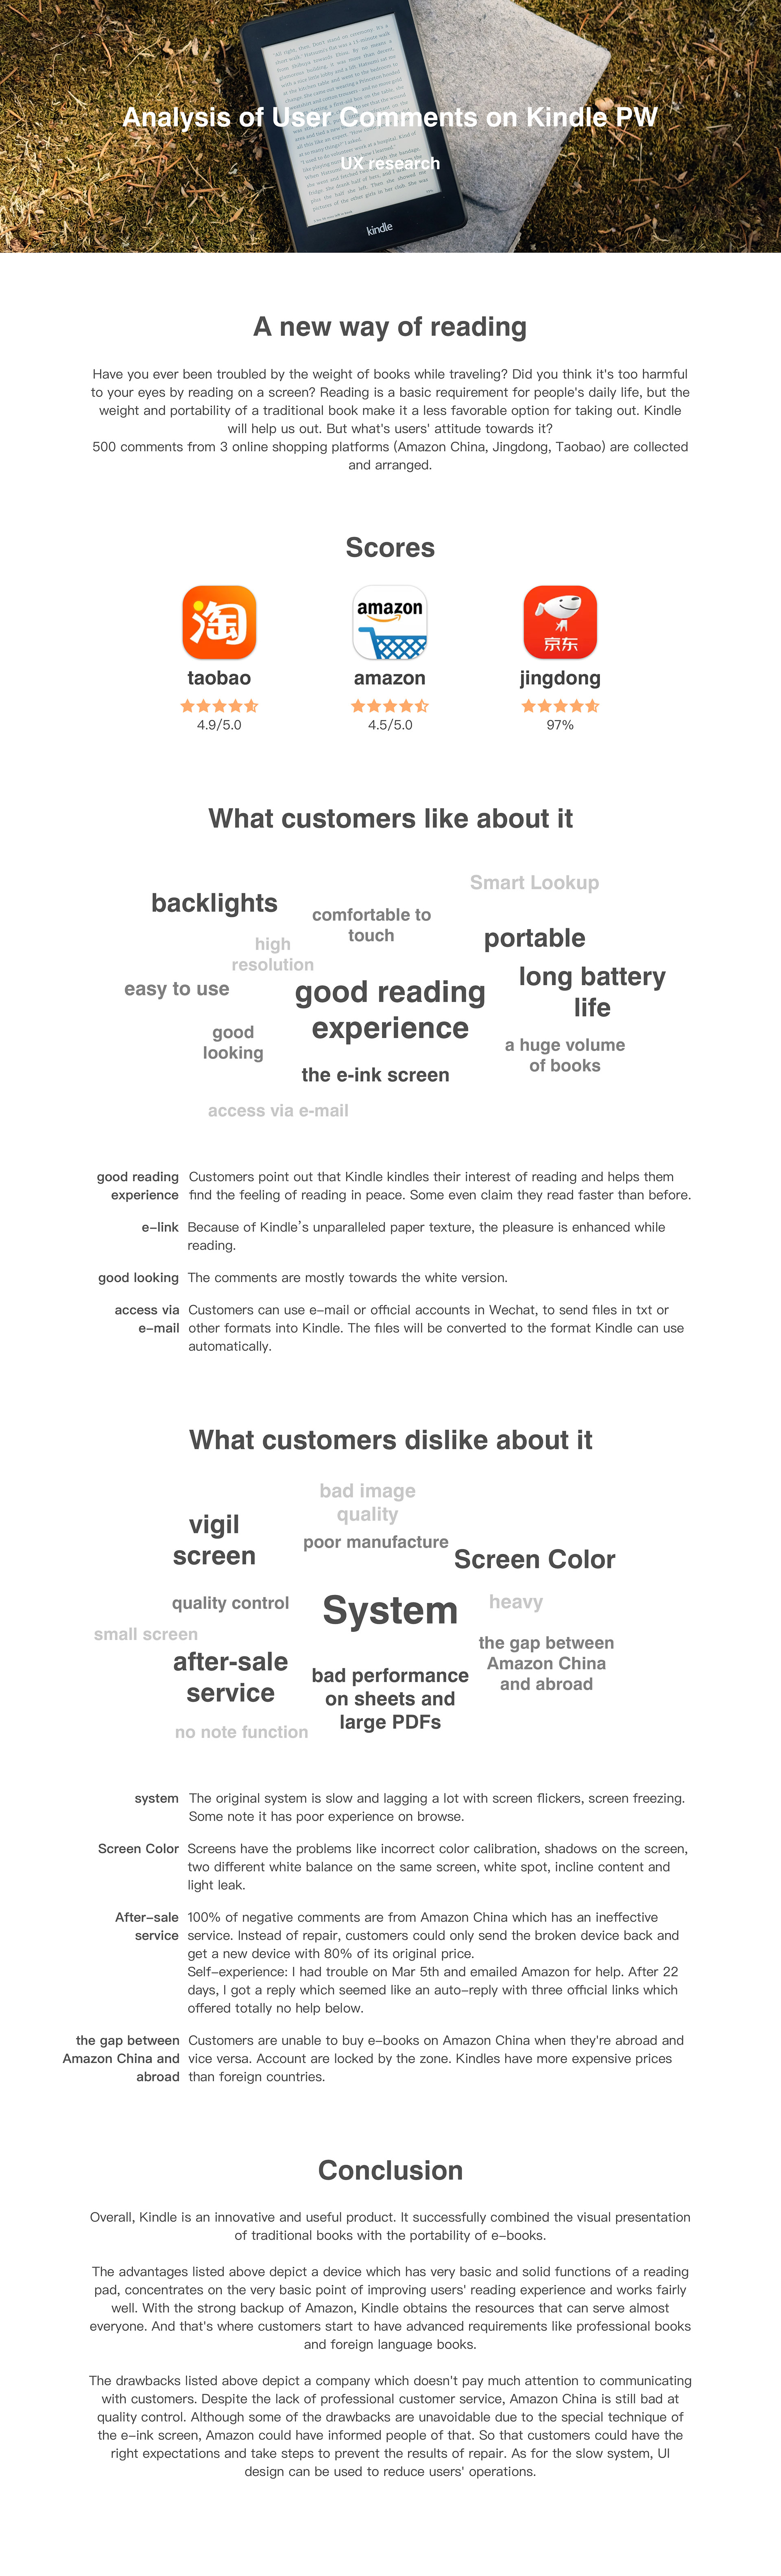 Analysis of User Comments on Kindle PW
UX research
kindle
A new way of reading
Have you ever been troubled by the weight of books while traveling? Did you think it's too harmful
to your eyes by reading on a screen? Reading is a basic requirement for people's daily life, but the
weight and portability of a traditional book make it a less favorable option for taking out. Kindle
will help us out. But what's users' attitude towards it?
500 comments from 3 online shopping platforms (Amazon China, Jingdong, Taobao) are collected
and arranged.
Scores
淘
amazon
京东
taobao
amazon
jingdong
4.9/5.0
4.5/5.0
97%
What customers like about it
Smart Lookup
backlights
comfortable to
touch
portable
high
resolution
long battery
life
easy to use
good reading
experience
good
looking
a huge volume
of books
the e-ink screen
access via e-mail
good reading experience Customers point out that Kindle kindles their interest of reading and helps them
find the feeling of reading in peace. Some even claim they read faster than before.
e-link Because of Kindle's unparalleled paper texture, the pleasure is enhanced while
reading.
good looking The comments are mostly towards the white version.
access via e-mail Customers can use e-mail or official accounts in Wechat, to send files in txt or
other formats into Kindle. The files will be converted to the format Kindle can use
automatically.
What customers dislike about it
bad image
quality
vigil
screen
poor manufacture
Screen Color
quality control
System
heavy
small screen
the gap between
Amazon China
and abroad
after-sale
service
bad performance
on sheets and
large PDFs
no note function
system The original system is slow and lagging a lot with screen flickers, screen freezing.
Some note it has poor experience on browse.
Screen Color Screens have the problems like incorrect color calibration, shadows on the screen,
two different white balance on the same screen, white spot, incline content and
light leak.
After-sale service 100% of negative comments are from Amazon China which has an ineffective
service. Instead of repair, customers could only send the broken device back and
get a new device with 80% of its original price.
Self-experience: I had trouble on Mar 5th and emailed Amazon for help. After 22
days, I got a reply which seemed like an auto-reply with three official links which
offered totally no help below.
the gap between Amazon China and abroad Customers are unable to buy e-books on Amazon China when they're abroad and
vice versa. Account are locked by the zone. Kindles have more expensive prices
than foreign countries.
Conclusion
Overall, Kindle is an innovative and useful product. It successfully combined the visual presentation
of traditional books with the portability of e-books.
The advantages listed above depict a device which has very basic and solid functions of a reading
pad, concentrates on the very basic point of improving users' reading experience and works fairly
well. With the strong backup of Amazon, Kindle obtains the resources that can serve almost
everyone. And that's where customers start to have advanced requirements like professional books
and foreign language books.
The drawbacks listed above depict a company which doesn't pay much attention to communicating
with customers. Despite the lack of professional customer service, Amazon China is still bad at
quality control. Although some of the drawbacks are unavoidable due to the special technique of
the e-ink screen, Amazon could have informed people of that. So that customers could have the
right expectations and take steps to prevent the results of repair. As for the slow system, UI
design can be used to reduce users' operations.